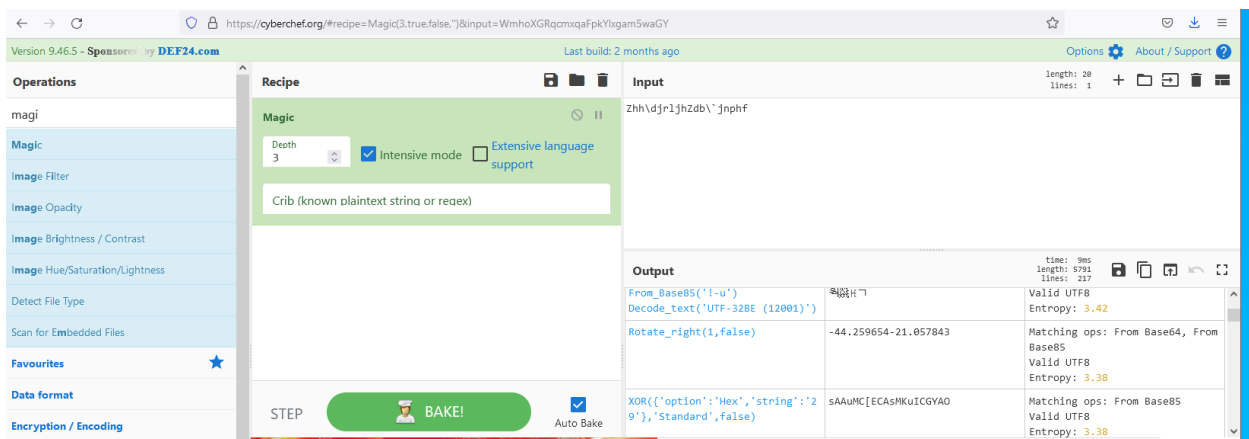 https://cyberchef.org/#recipe=Magic(3,true,false,'')&input=WmhoXGRqcmxqaFpkYlxgam5waGY
Version 9.46.5 - Sponsored by DEF24.com
Last build: 2 months ago
Options
About / Support
Operations
magi
Magic
Image Filter
Image Opacity
Image Brightness / Contrast
Image Hue/Saturation/Lightness
Detect File Type
Scan for Embedded Files
Favourites
Data format
Encryption / Encoding
Recipe
Magic
Depth
3
Intensive mode
Extensive language
support
Crib (known plaintext string or regex)
STEP
BAKE!
Auto Bake
Input
length: 20
lines: 1
Zhh\djrljhZdb\`jnphf
Output
time: 9ms
length: 5791
lines: 217
From_Base85('!-u')
Decode_text('UTF-32BE (12001)')
Valid UTF8
Entropy: 3.42
Rotate_right(1,false)
-44.259654-21.057843
Matching ops: From Base64, From
Base85
Valid UTF8
Entropy: 3.38
XOR({'option':'Hex','string':'2
9'},'Standard',false)
sAAuMC[ECAsMKuICGYAO
Matching ops: From Base85
Valid UTF8
Entropy: 3.38